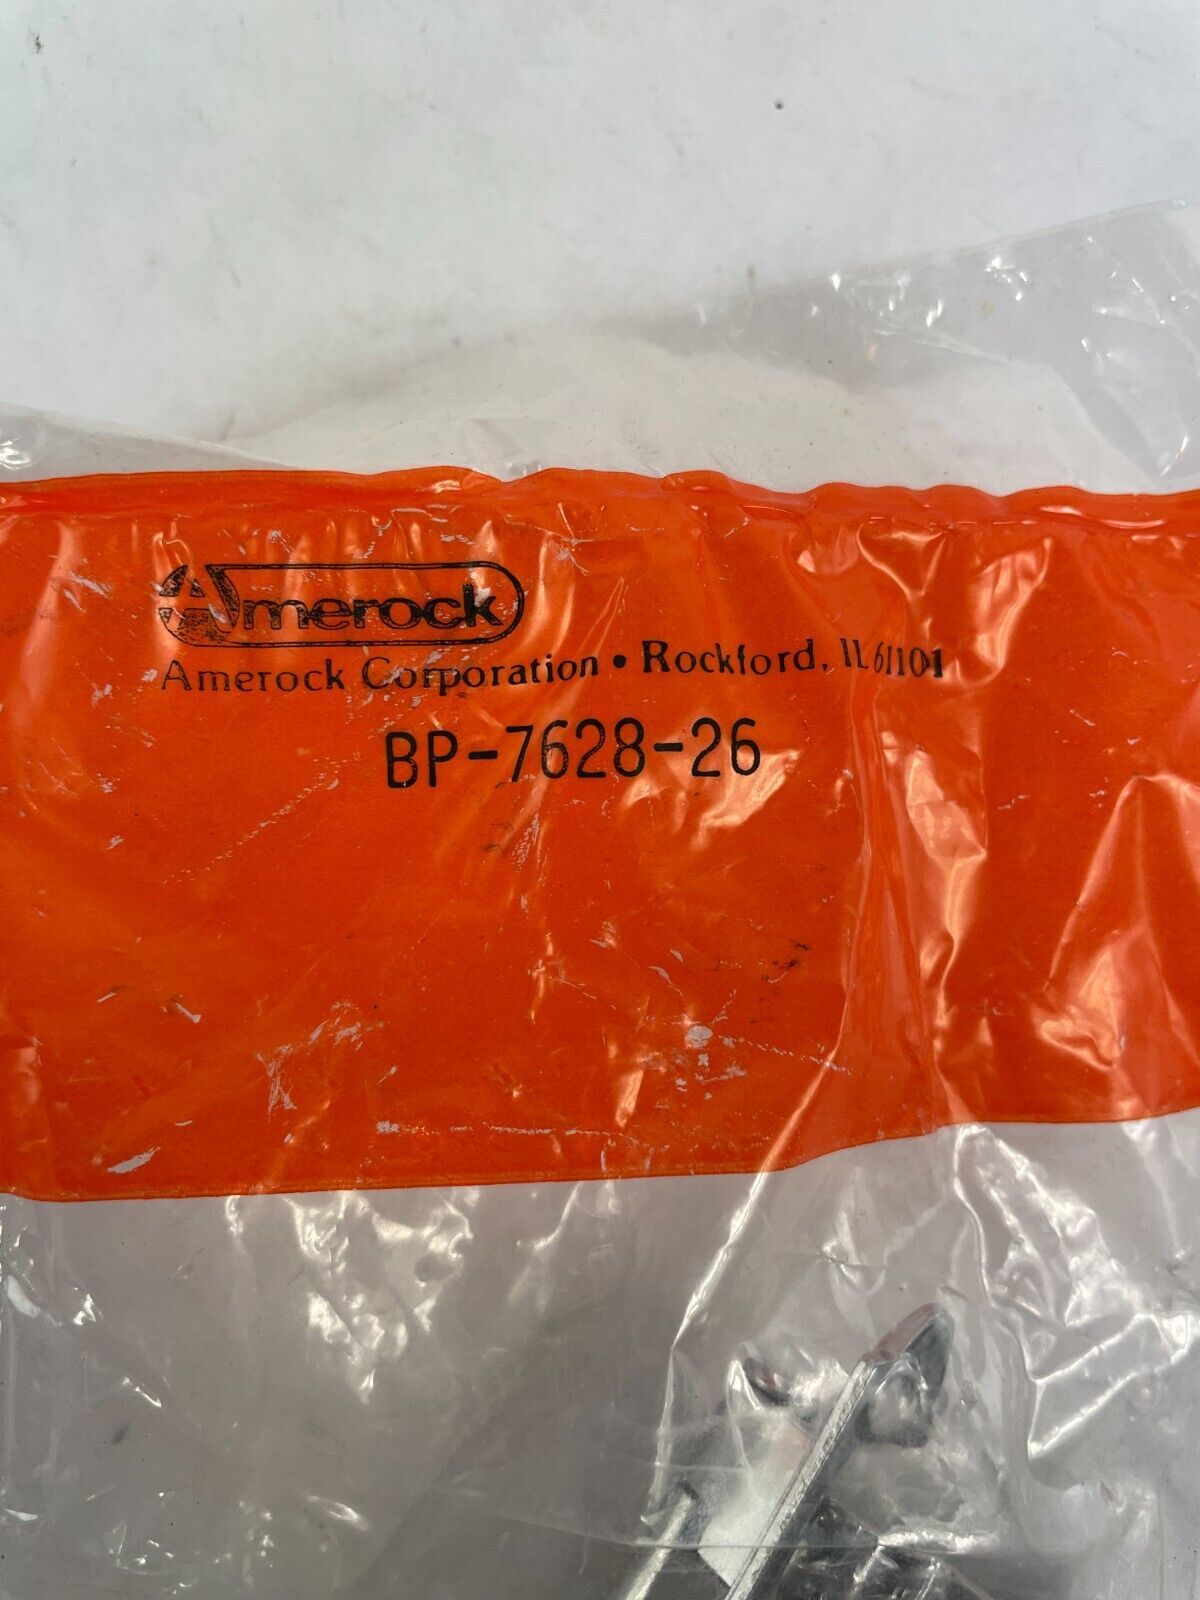 Amerock
Amerock Corporation • Rockford, IL 61101
BP-7628-26